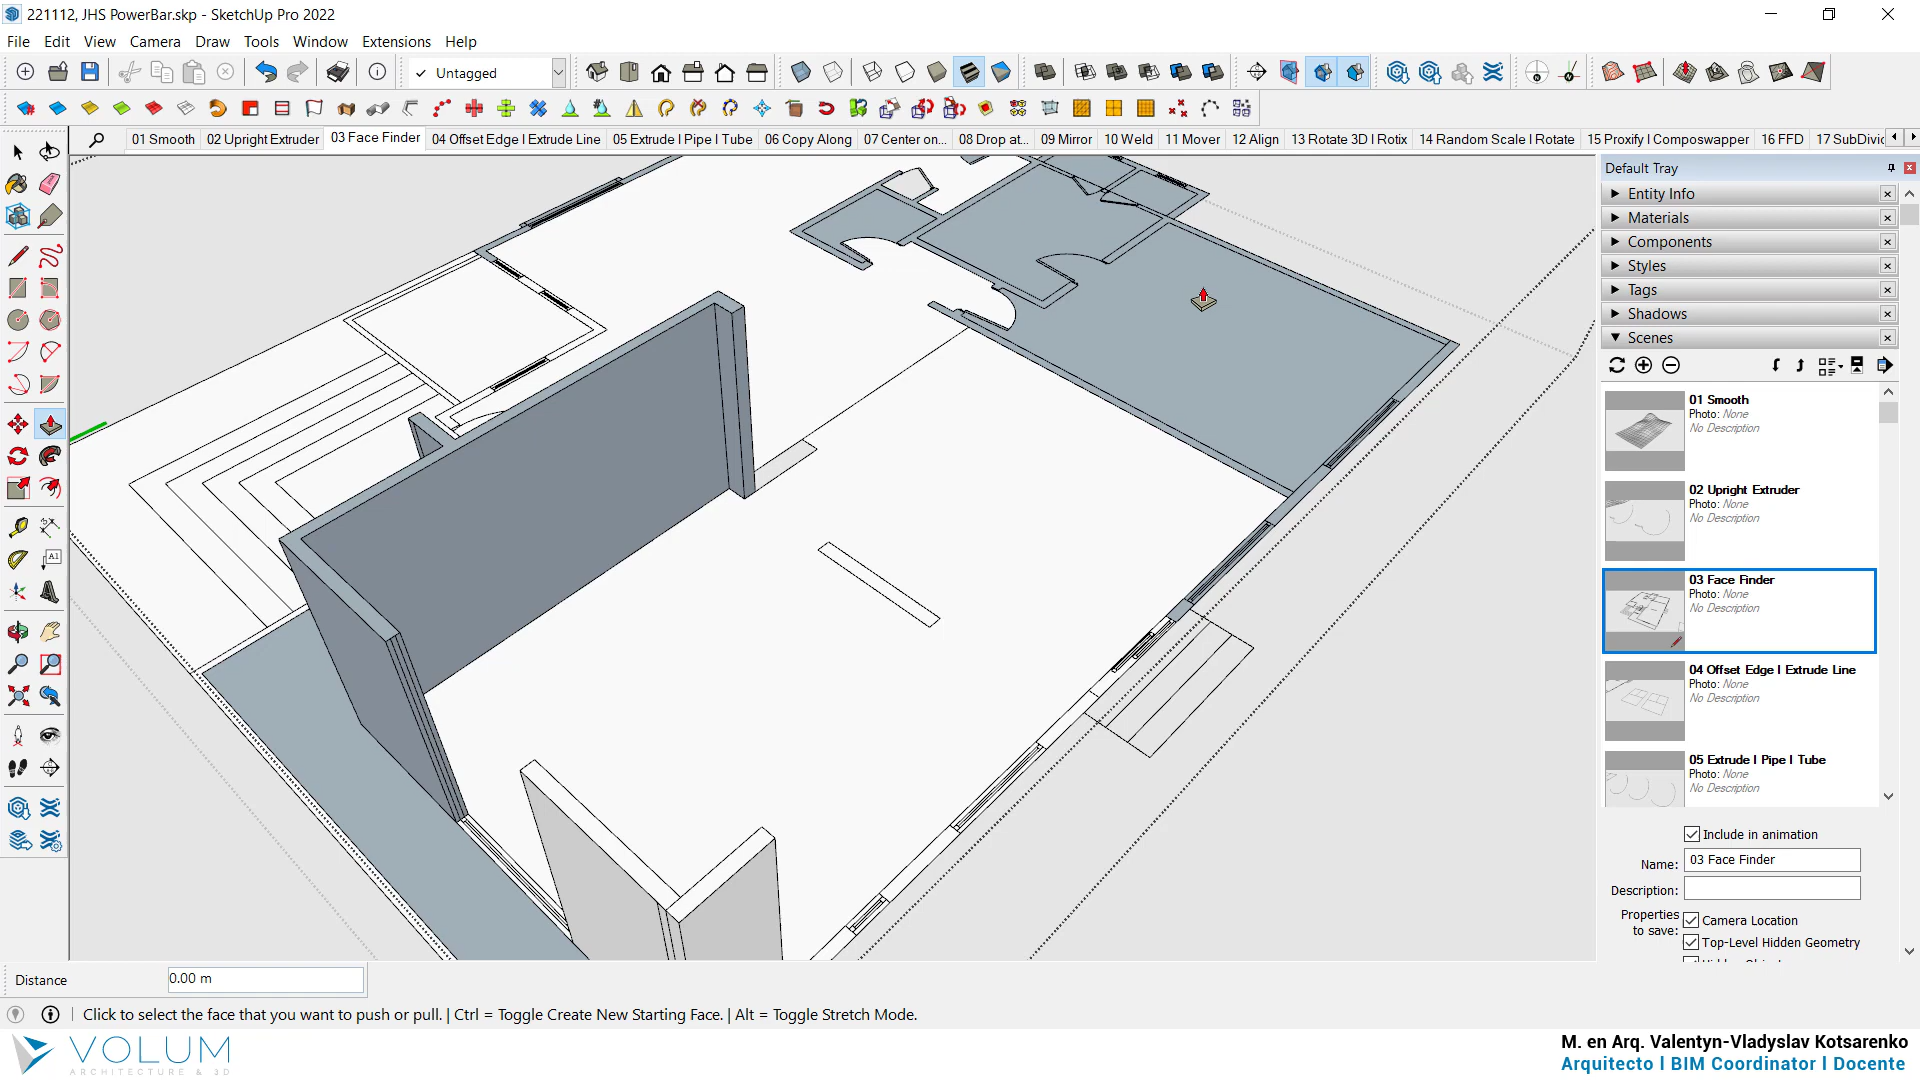 221112, JHS PowerBar.skp - SketchUp Pro 2022
File Edit View Camera Draw Tools Window Extensions Help
Untagged
01 Smooth 02 Upright Extruder 03 Face Finder 04 Offset Edge I Extrude Line 05 Extrude I Pipe I Tube 06 Copy Along 07 Center on... 08 Drop at... 09 Mirror 10 Weld 11 Mover 12 Align 13 Rotate 3D I Rotix 14 Random Scale I Rotate 15 Proxify I Composwapper 16 FFD 17 SubDivi
Default Tray
Entity Info
Materials
Components
Styles
Tags
Shadows
Scenes
01 Smooth
Photo: None
No Description
02 Upright Extruder
Photo: None
No Description
03 Face Finder
Photo: None
No Description
04 Offset Edge I Extrude Line
Photo: None
No Description
05 Extrude I Pipe I Tube
Photo: None
No Description
Include in animation
Name: 03 Face Finder
Description:
Properties to save:
Camera Location
Top-Level Hidden Geometry
Distance 0.00 m
Click to select the face that you want to push or pull. | Ctrl = Toggle Create New Starting Face. | Alt = Toggle Stretch Mode.
VOLUM
ARCHITECTURE & 3D
M. en Arq. Valentyn-Vladyslav Kotsarenko
Arquitecto I BIM Coordinator I Docente